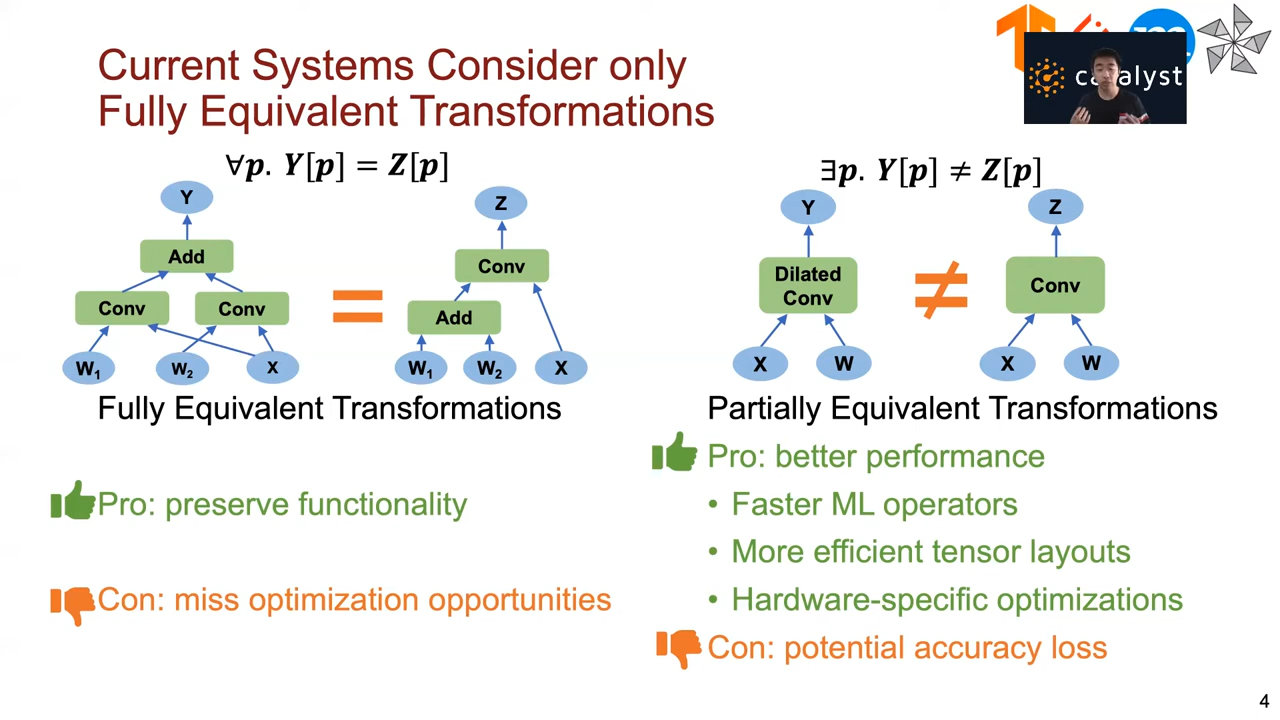 Current Systems Consider only
Fully Equivalent Transformations
catalyst
∀p. Y[p] = Z[p]
Y
Add
Conv
Conv
W₁
W₂
X
=
Z
Conv
Add
W₁
W₂
X
Fully Equivalent Transformations
Pro: preserve functionality
Con: miss optimization opportunities
∃p. Y[p] ≠ Z[p]
Y
Dilated
Conv
X
W
≠
Z
Conv
X
W
Partially Equivalent Transformations
Pro: better performance
• Faster ML operators
• More efficient tensor layouts
• Hardware-specific optimizations
Con: potential accuracy loss
4